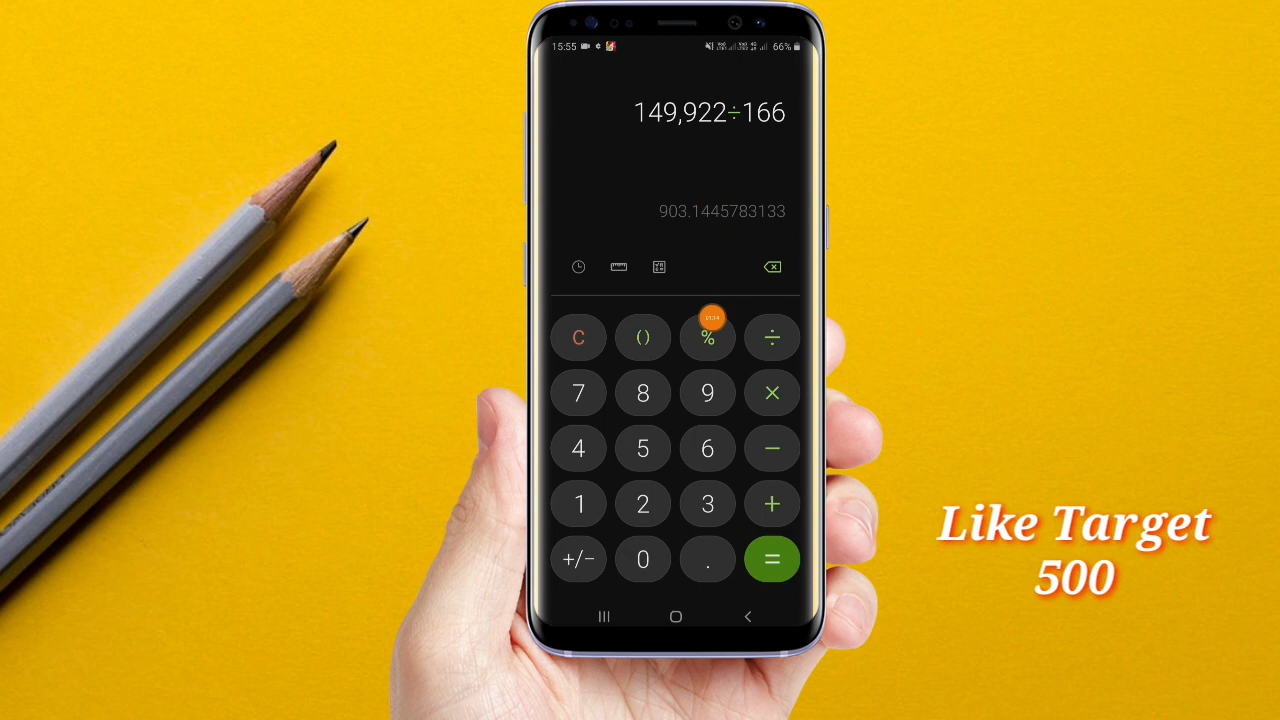 15:55
66%
149,922÷166
903.1445783133
C () % ÷
7 8 9 ×
4 5 6 −
1 2 3 +
+/− 0 . =
Like Target
500